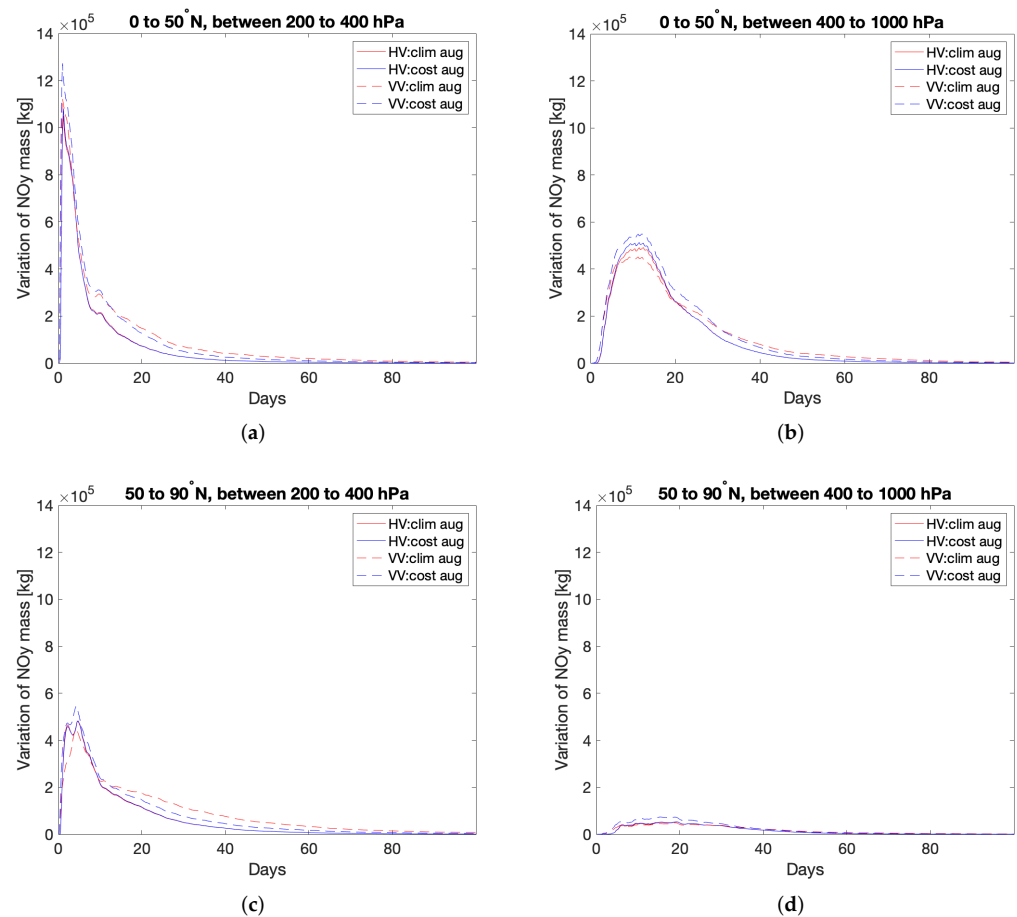 0 to 50°N, between 200 to 400 hPa
×10⁵
14
12
10
8
6
4
2
0
Variation of NOy mass [kg]
HV:clim aug
HV:cost aug
VV:clim aug
VV:cost aug
0 20 40 60 80
Days
(a)
0 to 50°N, between 400 to 1000 hPa
×10⁵
14
12
10
8
6
4
2
0
Variation of NOy mass [kg]
HV:clim aug
HV:cost aug
VV:clim aug
VV:cost aug
0 20 40 60 80
Days
(b)
50 to 90°N, between 200 to 400 hPa
×10⁵
14
12
10
8
6
4
2
0
Variation of NOy mass [kg]
HV:clim aug
HV:cost aug
VV:clim aug
VV:cost aug
0 20 40 60 80
Days
(c)
50 to 90°N, between 400 to 1000 hPa
×10⁵
14
12
10
8
6
4
2
0
Variation of NOy mass [kg]
HV:clim aug
HV:cost aug
VV:clim aug
VV:cost aug
0 20 40 60 80
Days
(d)